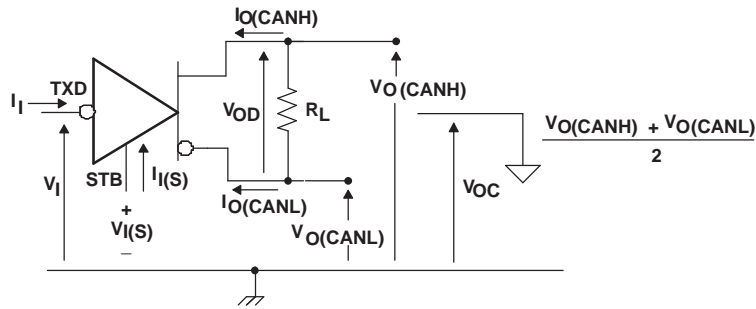 IO(CANH)
TXD
II
VO(CANH)
VOD
RL
VO(CANH) + VO(CANL)
2
STB
II(S)
VI
IO(CANL)
VOC
+
VI(S)
–
VO(CANL)